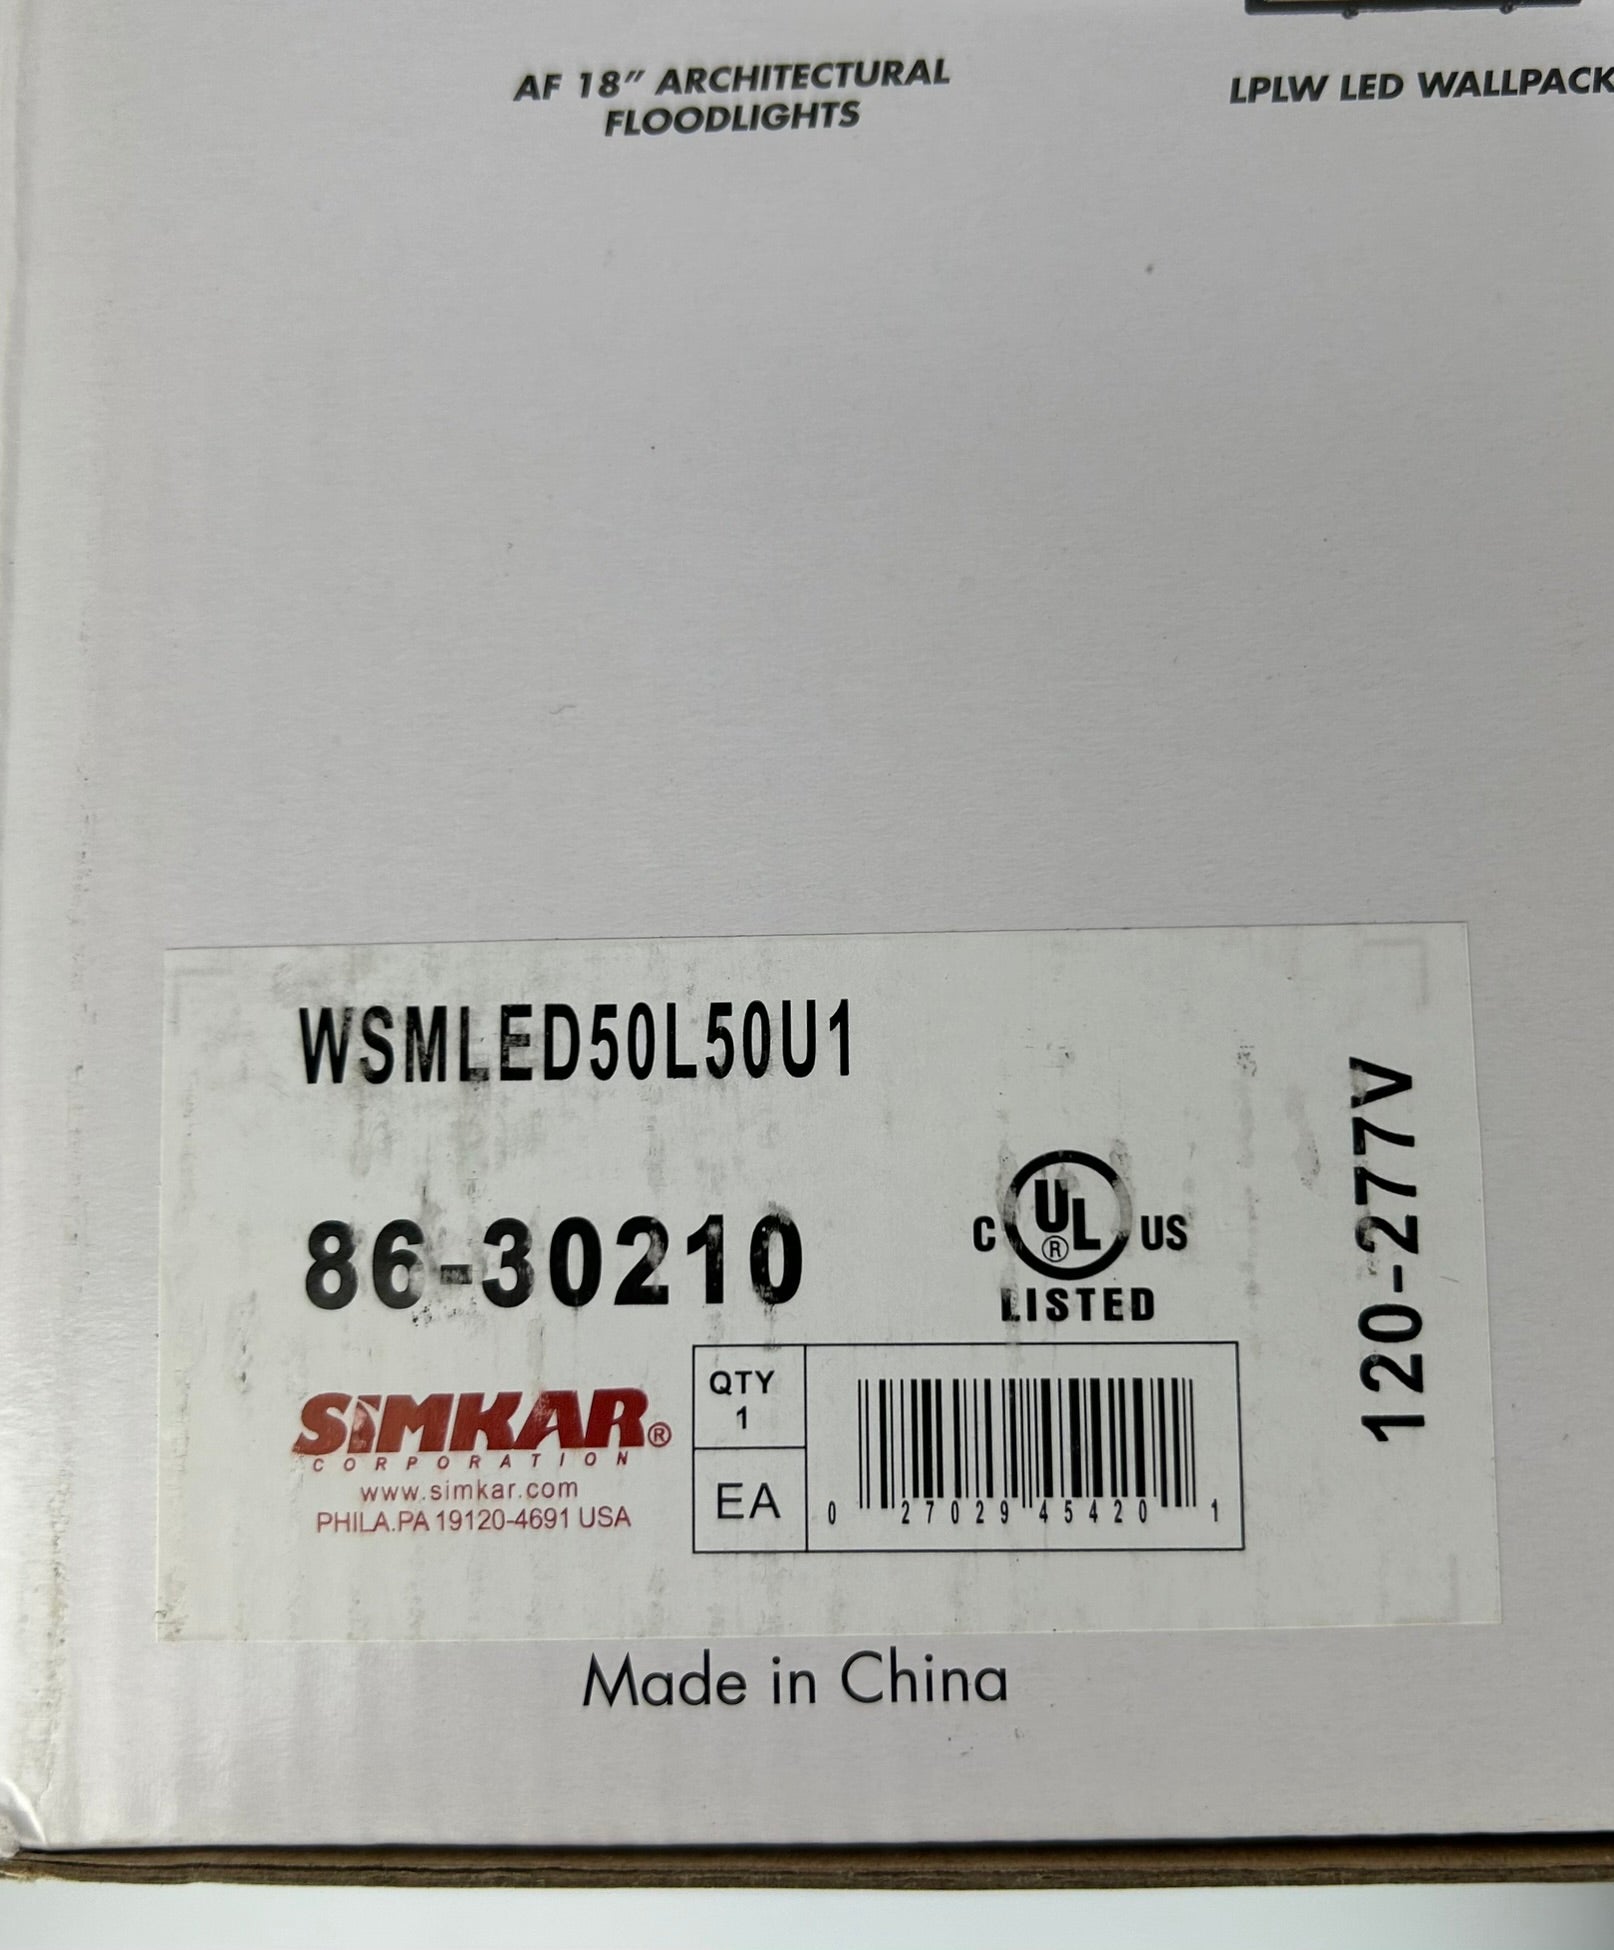 AF 18" ARCHITECTURAL
FLOODLIGHTS
LPLW LED WALLPACK
WSMLED50L50U1
86-30210
C UL® US
LISTED
120-277V
SIMKAR®
CORPORATION
www.simkar.com
PHILA.PA 19120-4691 USA
QTY
1
EA
0 27029 45420 1
Made in China